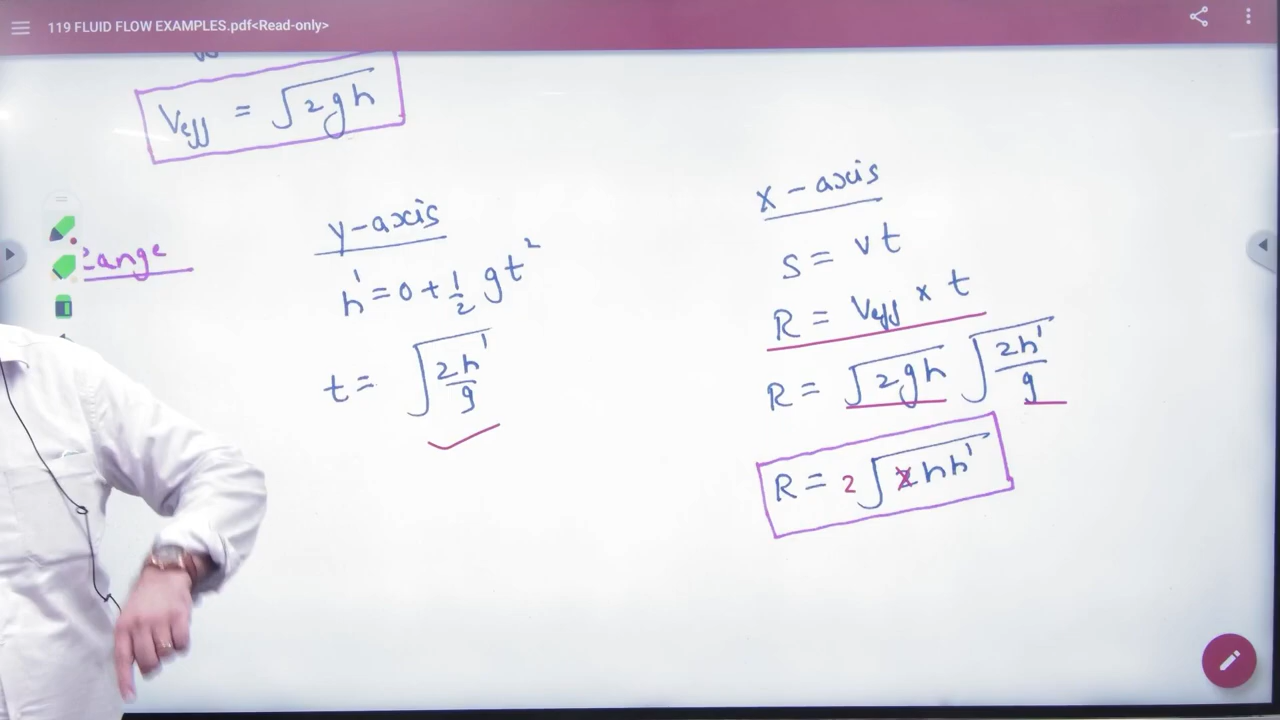 119 FLUID FLOW EXAMPLES.pdf<Read-only>
Veff = √2gh
y-axis
h' = 0 + 1/2 gt²
t = √2h'/g
x-axis
s = vt
R = Veff × t
R = √2gh √2h'/g
R = 2√hh'